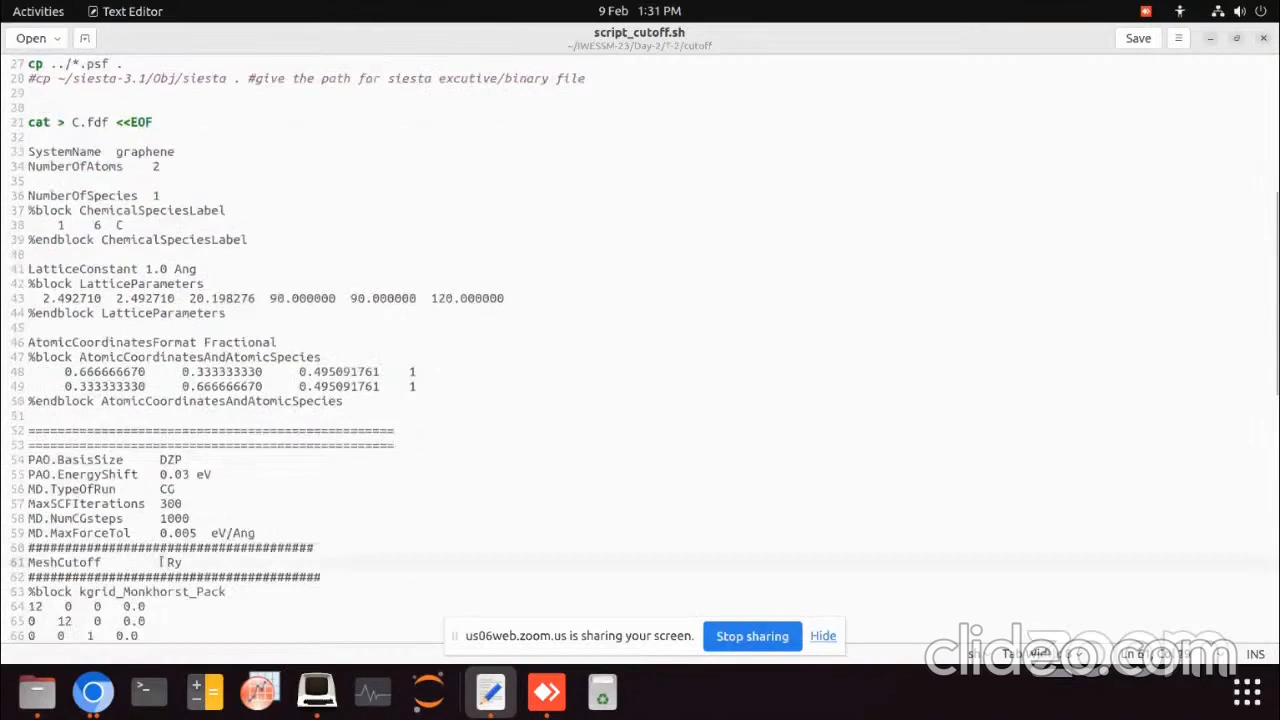 Activities Text Editor 9 Feb 1:31 PM
Open script_cutoff.sh Save
~/IWESSM-23/Day-2/T-2/cutoff
27 cp ../*.psf .
28 #cp ~/siesta-3.1/Obj/siesta . #give the path for siesta excutive/binary file
29
30
31 cat > C.fdf <<EOF
32
33 SystemName graphene
34 NumberOfAtoms 2
35
36 NumberOfSpecies 1
37 %block ChemicalSpeciesLabel
38 1 6 C
39 %endblock ChemicalSpeciesLabel
40
41 LatticeConstant 1.0 Ang
42 %block LatticeParameters
43 2.492710 2.492710 20.198276 90.000000 90.000000 120.000000
44 %endblock LatticeParameters
45
46 AtomicCoordinatesFormat Fractional
47 %block AtomicCoordinatesAndAtomicSpecies
48 0.666666670 0.333333330 0.495091761 1
49 0.333333330 0.666666670 0.495091761 1
50 %endblock AtomicCoordinatesAndAtomicSpecies
51
52 ==================================================
53 ==================================================
54 PAO.BasisSize DZP
55 PAO.EnergyShift 0.03 eV
56 MD.TypeOfRun CG
57 MaxSCFIterations 300
58 MD.NumCGsteps 1000
59 MD.MaxForceTol 0.005 eV/Ang
60 #######################################
61 MeshCutoff Ry
62 ########################################
63 %block kgrid_Monkhorst_Pack
64 12 0 0 0.0
65 0 12 0 0.0
66 0 0 1 0.0
us06web.zoom.us is sharing your screen. Stop sharing Hide
clideo.com
INS